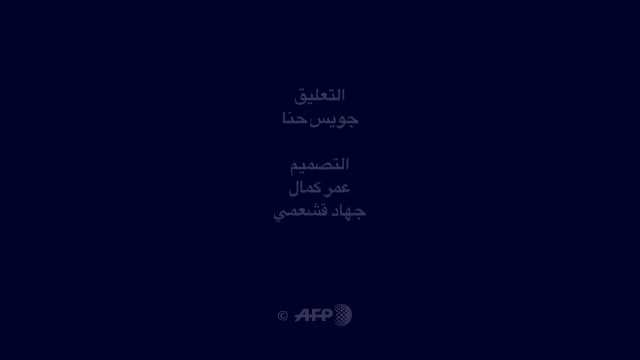 التعليق
جويس حنا
التصميم
عمر كمال
جهاد قشعمي
© AFP